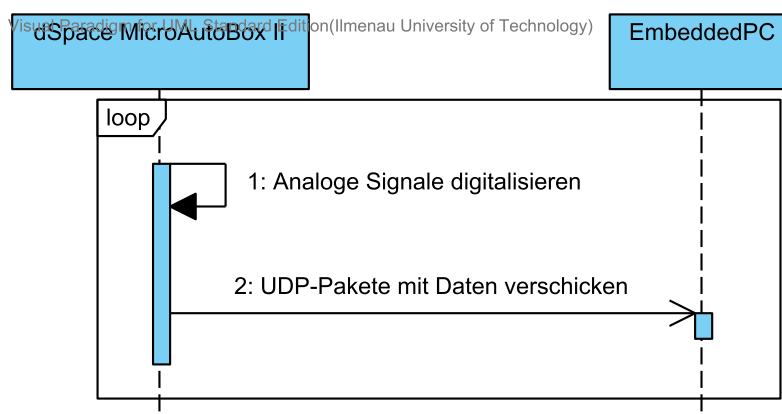 Visual Paradigm for UML Standard Edition(Ilmenau University of Technology)
dSpace MicroAutoBox II
EmbeddedPC
loop
1: Analoge Signale digitalisieren
2: UDP-Pakete mit Daten verschicken